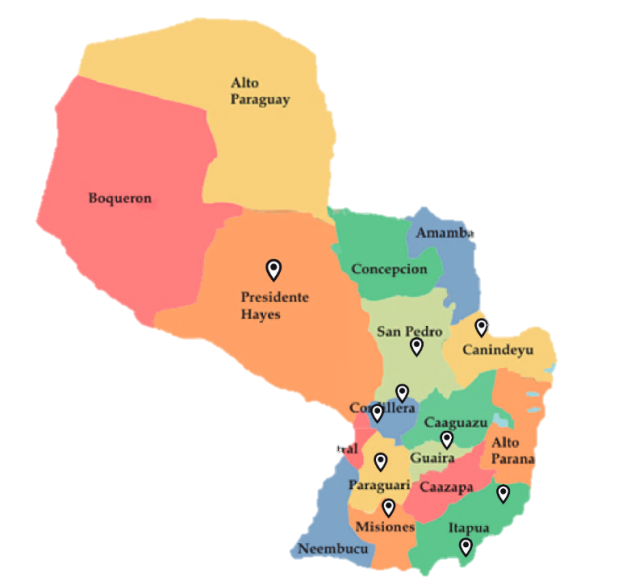 Alto
Paraguay
Boqueron
Amamba
Concepcion
Presidente
Hayes
San Pedro
Canindeyu
Cordillera
Caaguazu
Alto
Parana
ral
Guaira
Paraguari
Caazapa
Misiones
Itapua
Neembucu